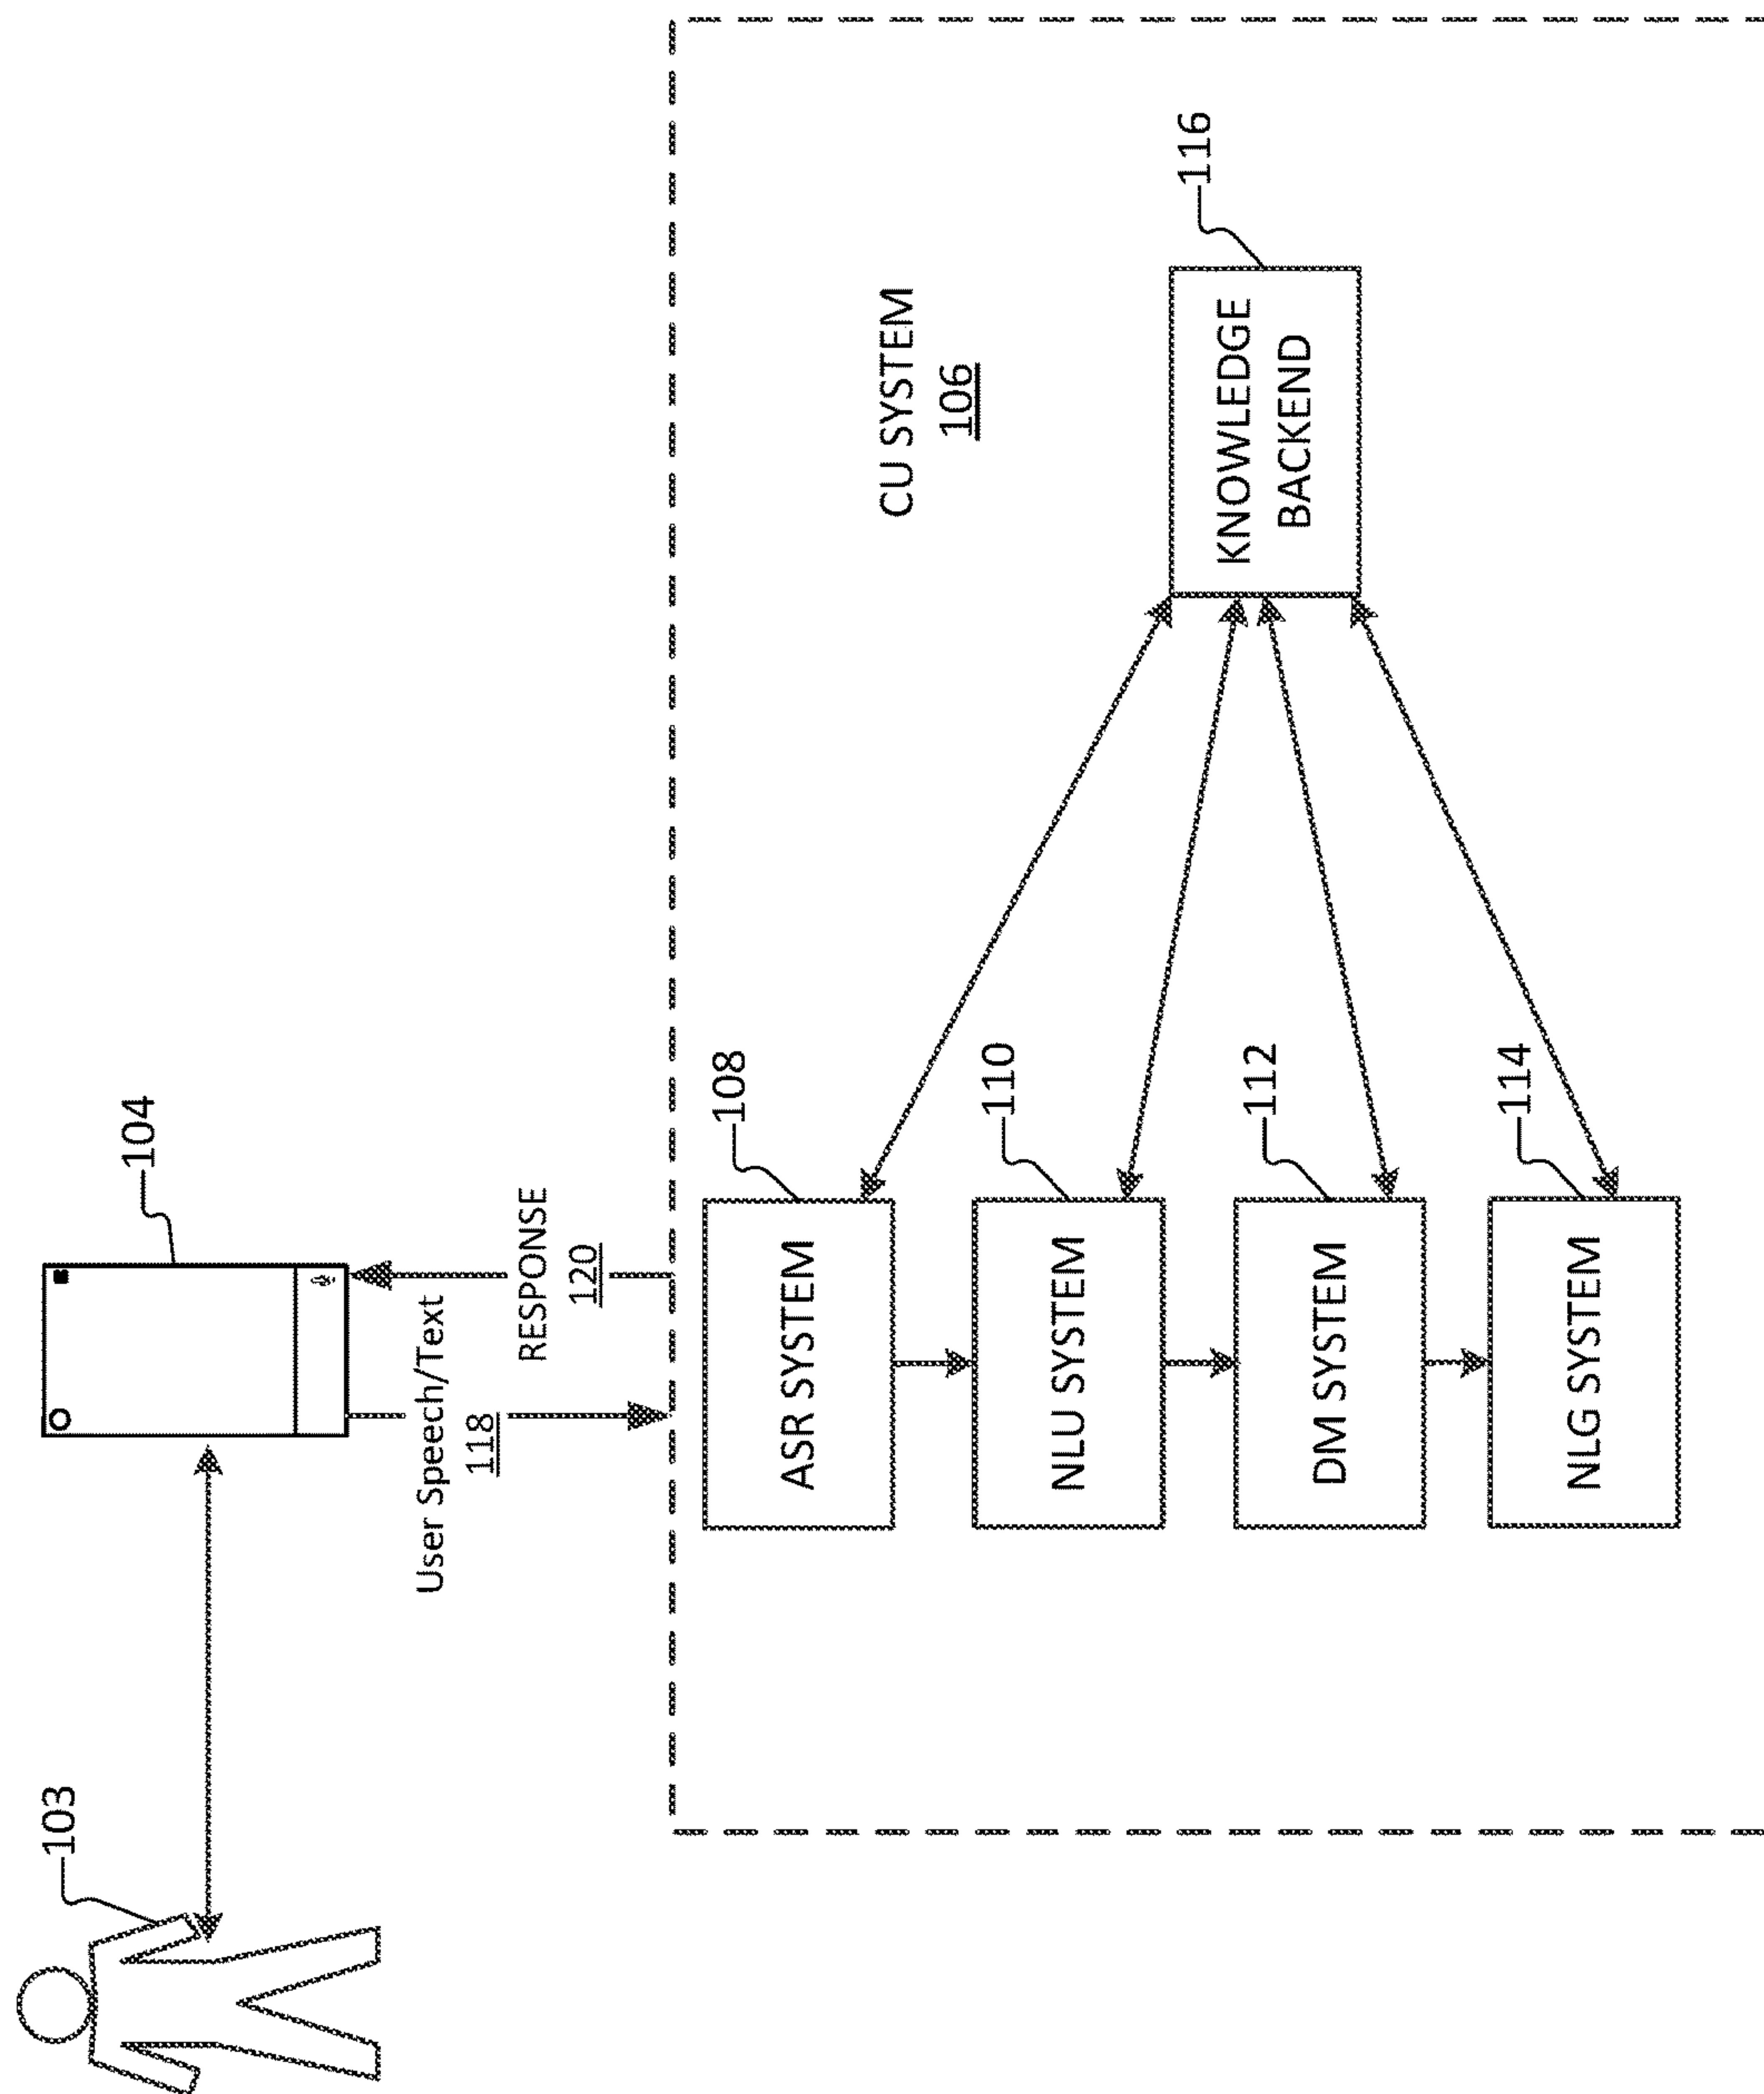 103
104
User Speech/Text
118
RESPONSE
120
108
ASR SYSTEM
CU SYSTEM
106
110
NLU SYSTEM
116
KNOWLEDGE
BACKEND
112
DM SYSTEM
114
NLG SYSTEM